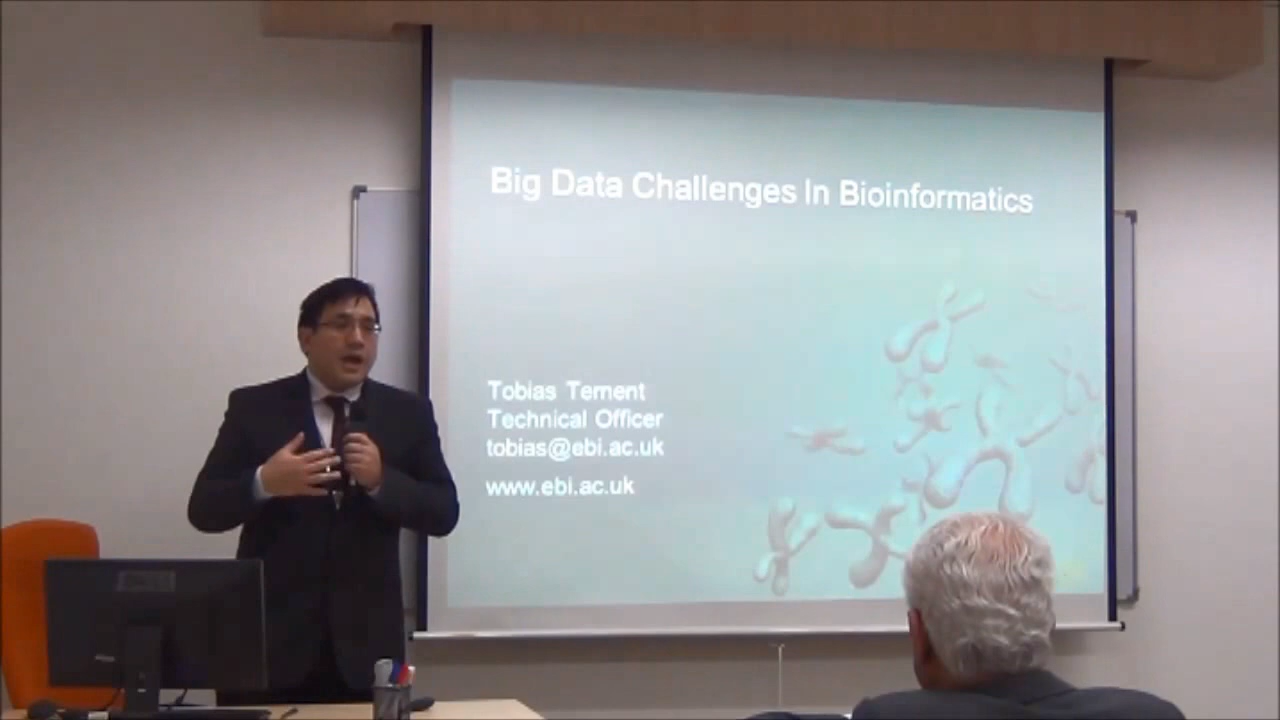 Big Data Challenges In Bioinformatics
Tobias Tement
Technical Officer
tobias@ebi.ac.uk
www.ebi.ac.uk